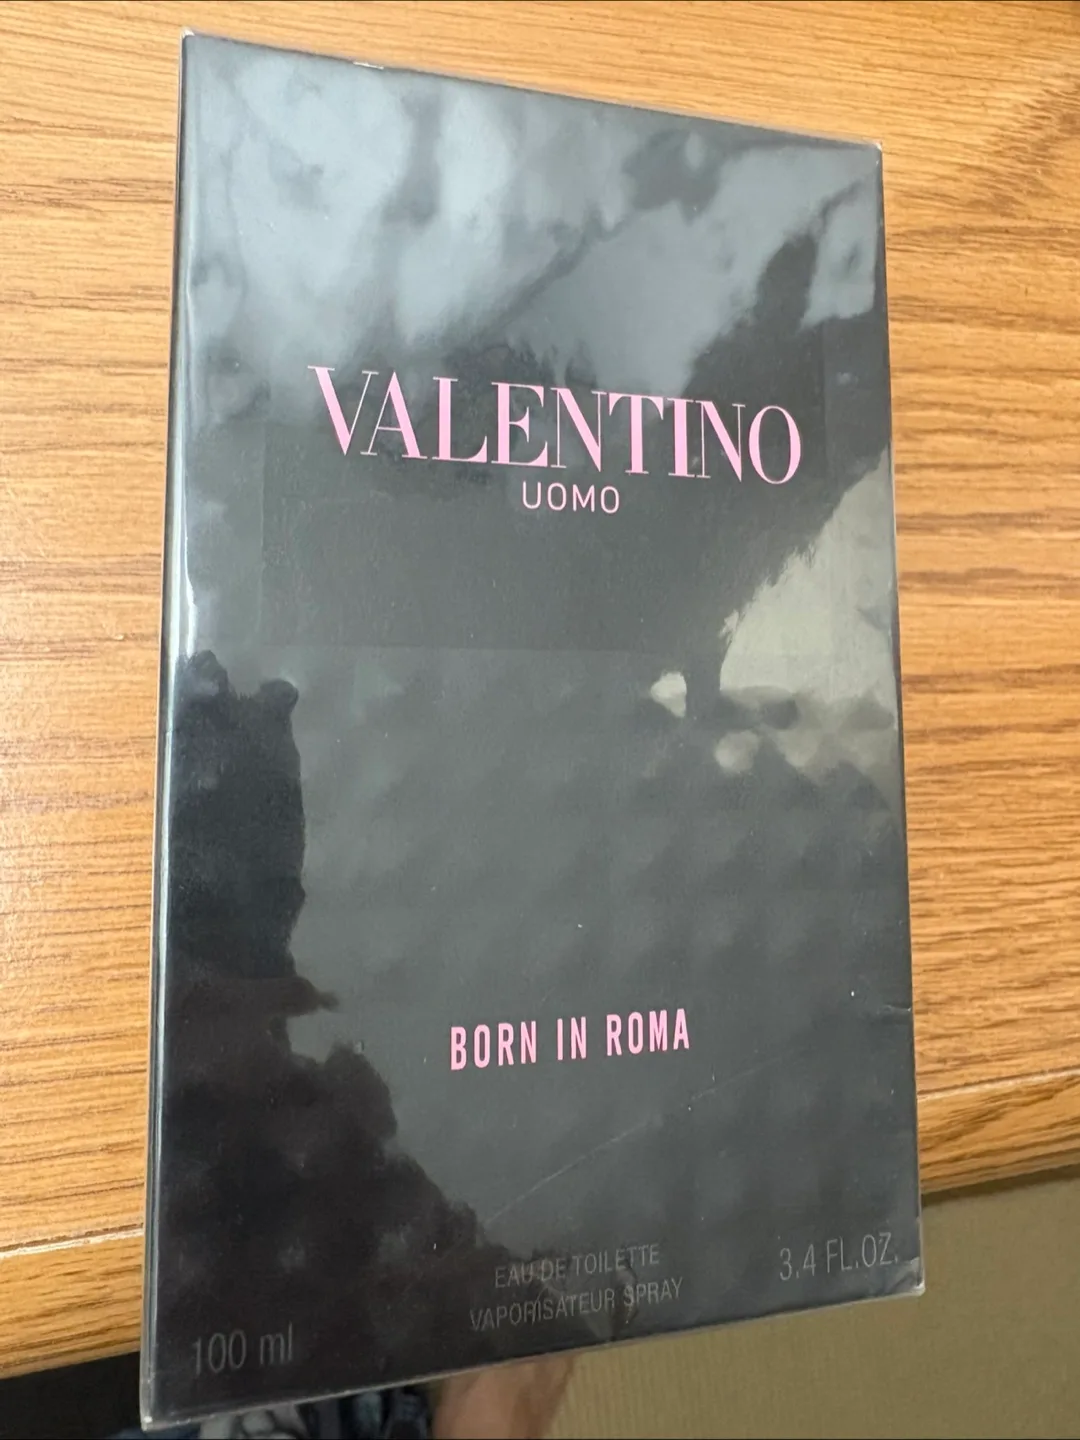 VALENTINO
UOMO
BORN IN ROMA
EAU DE TOILETTE
VAPORISATEUR SPRAY
3.4 FL.OZ.
100 ml